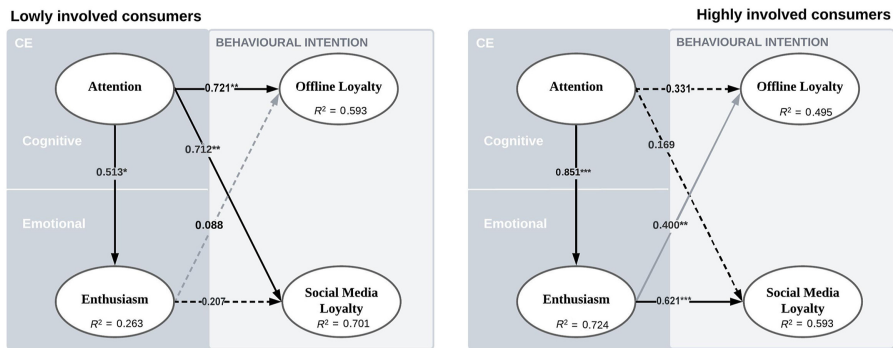 Lowly involved consumers
CE
BEHAVIOURAL INTENTION
Attention
0.721**
Offline Loyalty
R² = 0.593
Cognitive
0.712**
0.513*
Emotional
0.088
Enthusiasm
R² = 0.263
-0.207
Social Media
Loyalty
R² = 0.701
Highly involved consumers
CE
BEHAVIOURAL INTENTION
Attention
0.331
Offline Loyalty
R² = 0.495
Cognitive
0.169
0.851***
Emotional
0.400**
Enthusiasm
R² = 0.724
0.621***
Social Media
Loyalty
R² = 0.593